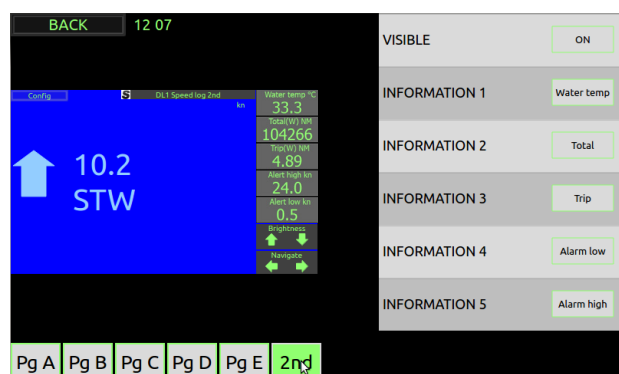 BACK
12 07
Config
S DL1 Speed log 2nd
kn
10.2
STW
Water temp °C
33.3
Total(W) NM
104266
Trip(W) NM
4.89
Alert high kn
24.0
Alert low kn
0.5
Brightness
Navigate
VISIBLE ON
INFORMATION 1 Water temp
INFORMATION 2 Total
INFORMATION 3 Trip
INFORMATION 4 Alarm low
INFORMATION 5 Alarm high
Pg A Pg B Pg C Pg D Pg E 2nd